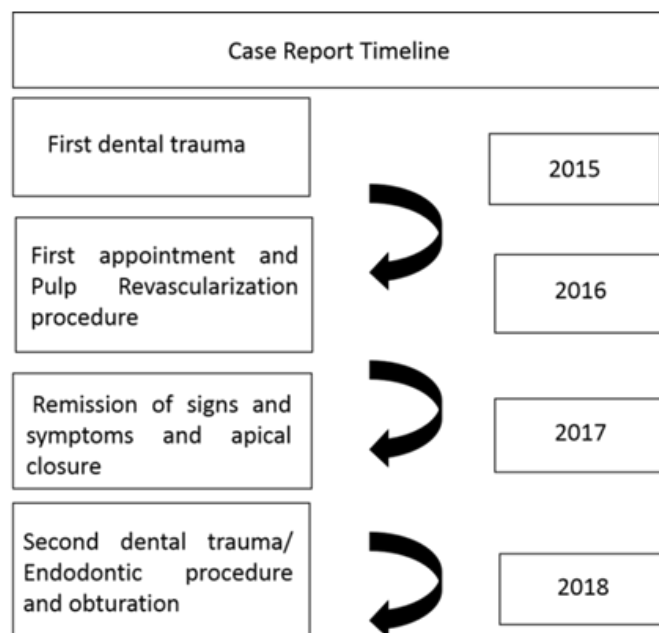 Case Report Timeline
First dental trauma
2015
First appointment and
Pulp Revascularization
procedure
2016
Remission of signs and
symptoms and apical
closure
2017
Second dental trauma/
Endodontic procedure
and obturation
2018